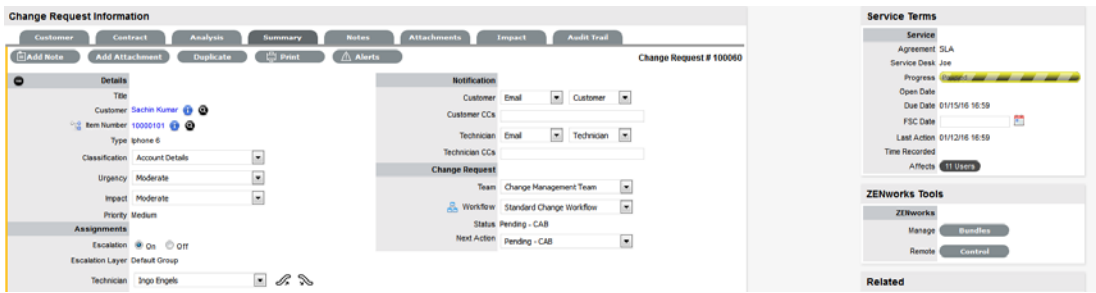 Change Request Information
Customer Contract Analysis Summary Notes Attachments Impact Audit Trail
Add Note Add Attachment Duplicate Print Alerts Change Request # 100060
Details
Title
Customer Sachin Kumar
Item Number 10000101
Type Iphone 6
Classification Account Details
Urgency Moderate
Impact Moderate
Priority Medium
Assignments
Escalation On Off
Escalation Layer Default Group
Technician Ingo Engels
Notification
Customer Email Customer
Customer CCs
Technician Email Technician
Technician CCs
Change Request
Team Change Management Team
Workflow Standard Change Workflow
Status Pending - CAB
Next Action Pending - CAB
Service Terms
Service
Agreement SLA
Service Desk Joe
Progress
Open Date
Due Date 01/15/16 16:59
FSC Date
Last Action 01/12/16 16:59
Time Recorded
Affects 11 Users
ZENworks Tools
ZENworks
Manage Bundles
Remote Control
Related